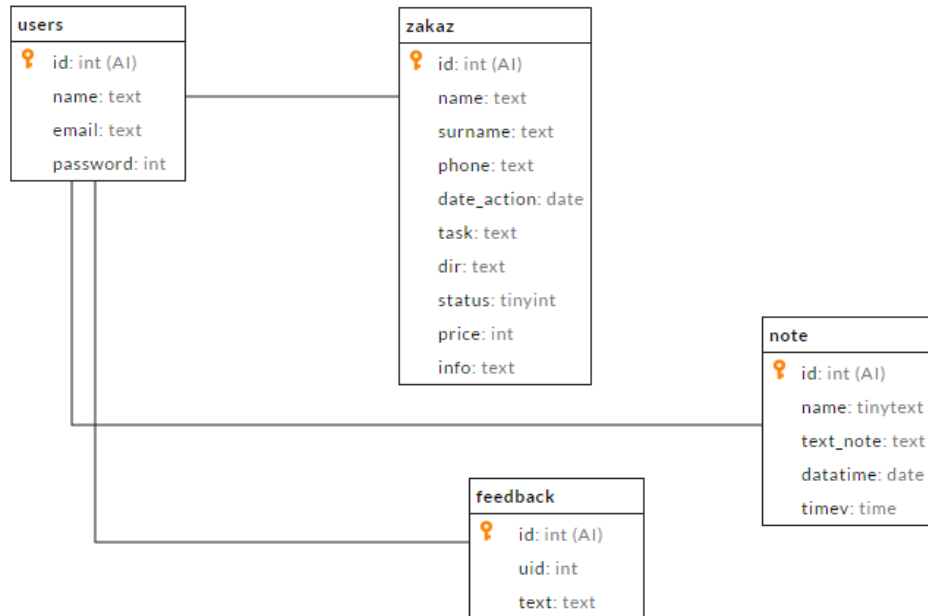 users
id: int (AI)
name: text
email: text
password: int
zakaz
id: int (AI)
name: text
surname: text
phone: text
date_action: date
task: text
dir: text
status: tinyint
price: int
info: text
note
id: int (AI)
name: tinytext
text_note: text
datatime: date
timev: time
feedback
id: int (AI)
uid: int
text: text